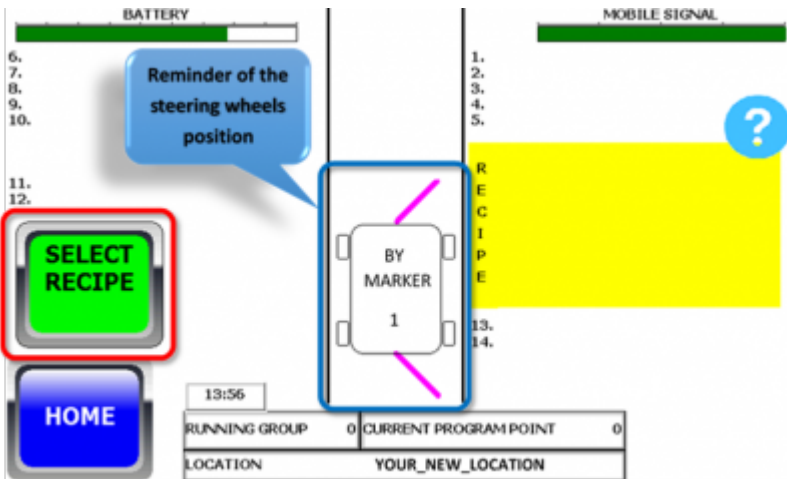 BATTERY
MOBILE SIGNAL
6.
7.
8.
9.
10.
Reminder of the
steering wheels
position
1.
2.
3.
4.
5.
?
11.
12.
R
E
C
I
P
E
SELECT
RECIPE
BY
MARKER
1
13.
14.
HOME
13:56
RUNNING GROUP 0 CURRENT PROGRAM POINT 0
LOCATION YOUR_NEW_LOCATION